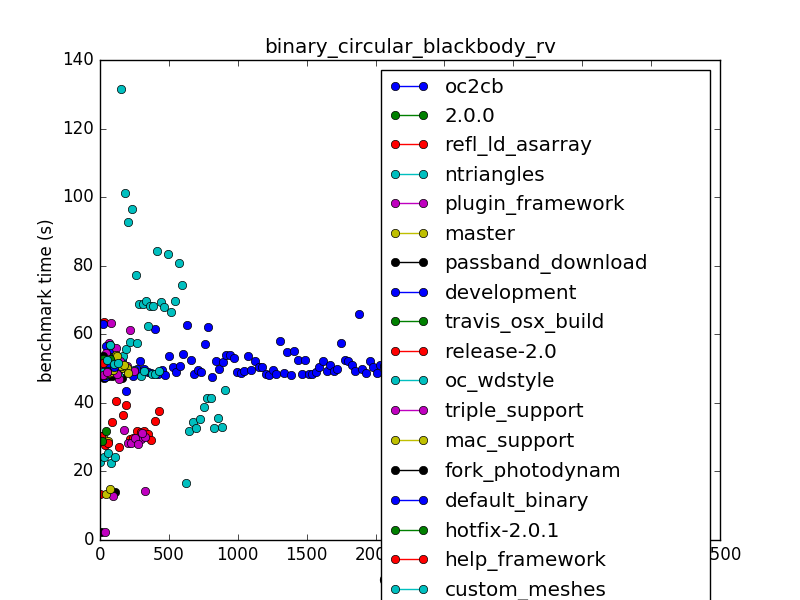 binary_circular_blackbody_rv
140
120
100
80
60
40
20
0
benchmark time (s)
0
500
1000
1500
500
oc2cb
2.0.0
refl_ld_asarray
ntriangles
plugin_framework
master
passband_download
development
travis_osx_build
release-2.0
oc_wdstyle
triple_support
mac_support
fork_photodynam
default_binary
hotfix-2.0.1
help_framework
custom_meshes